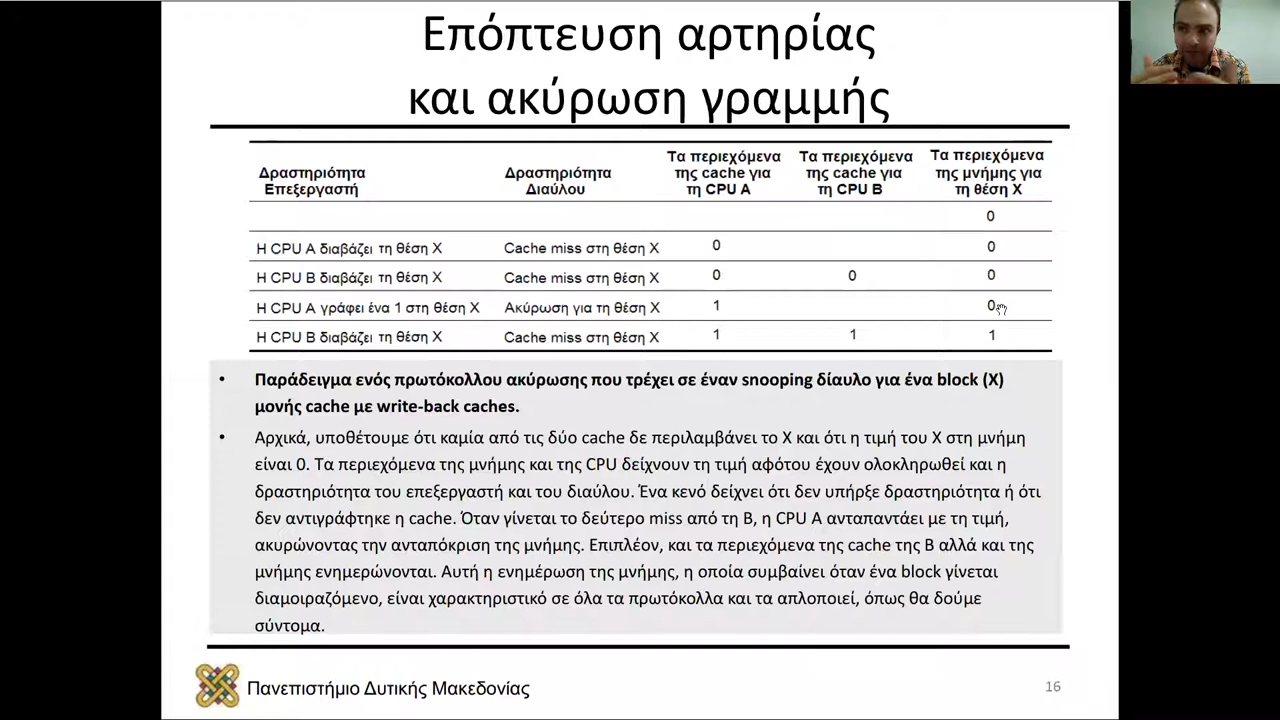 Επόπτευση αρτηρίας
και ακύρωση γραμμής
Δραστηριότητα Επεξεργαστή | Δραστηριότητα Διαύλου | Τα περιεχόμενα της cache για τη CPU A | Τα περιεχόμενα της cache για τη CPU B | Τα περιεχόμενα της μνήμης για τη θέση X
0
Η CPU A διαβάζει τη θέση X Cache miss στη θέση X 0 0
Η CPU B διαβάζει τη θέση X Cache miss στη θέση X 0 0 0
Η CPU A γράφει ένα 1 στη θέση X Ακύρωση για τη θέση X 1 0
Η CPU B διαβάζει τη θέση X Cache miss στη θέση X 1 1 1
• Παράδειγμα ενός πρωτόκολλου ακύρωσης που τρέχει σε έναν snooping δίαυλο για ένα block (X)
μονής cache με write-back caches.
• Αρχικά, υποθέτουμε ότι καμία από τις δύο cache δε περιλαμβάνει το X και ότι η τιμή του X στη μνήμη
είναι 0. Τα περιεχόμενα της μνήμης και της CPU δείχνουν τη τιμή αφότου έχουν ολοκληρωθεί και η
δραστηριότητα του επεξεργαστή και του διαύλου. Ένα κενό δείχνει ότι δεν υπήρξε δραστηριότητα ή ότι
δεν αντιγράφτηκε η cache. Όταν γίνεται το δεύτερο miss από τη B, η CPU A ανταπαντάει με τη τιμή,
ακυρώνοντας την ανταπόκριση της μνήμης. Επιπλέον, και τα περιεχόμενα της cache της B αλλά και της
μνήμης ενημερώνονται. Αυτή η ενημέρωση της μνήμης, η οποία συμβαίνει όταν ένα block γίνεται
διαμοιραζόμενο, είναι χαρακτηριστικό σε όλα τα πρωτόκολλα και τα απλοποιεί, όπως θα δούμε
σύντομα.
Πανεπιστήμιο Δυτικής Μακεδονίας
16